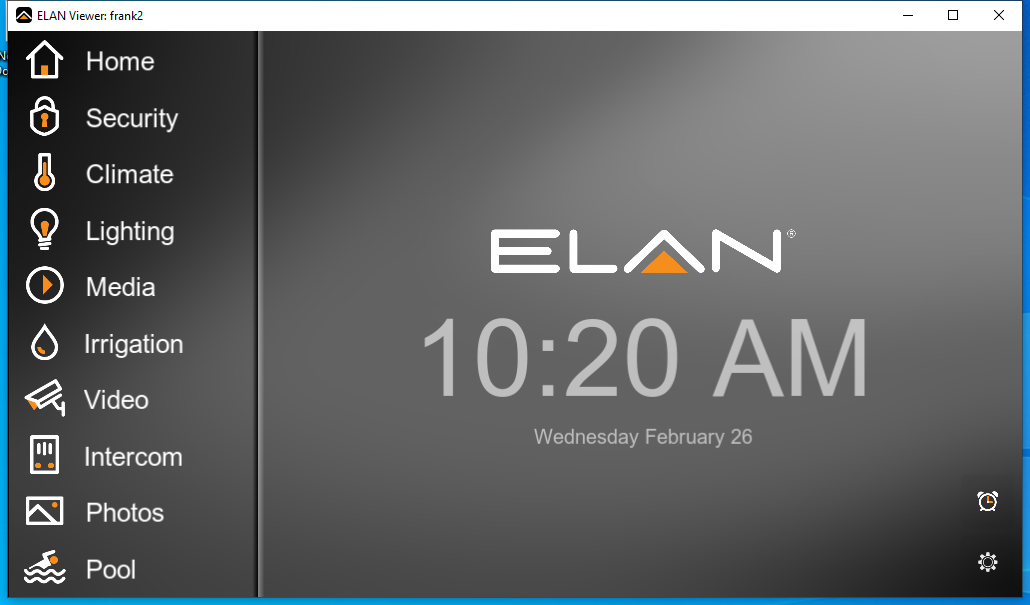 ELAN Viewer: frank2
Home
Security
Climate
Lighting
Media
Irrigation
Video
Intercom
Photos
Pool
ELAN®
10:20 AM
Wednesday February 26